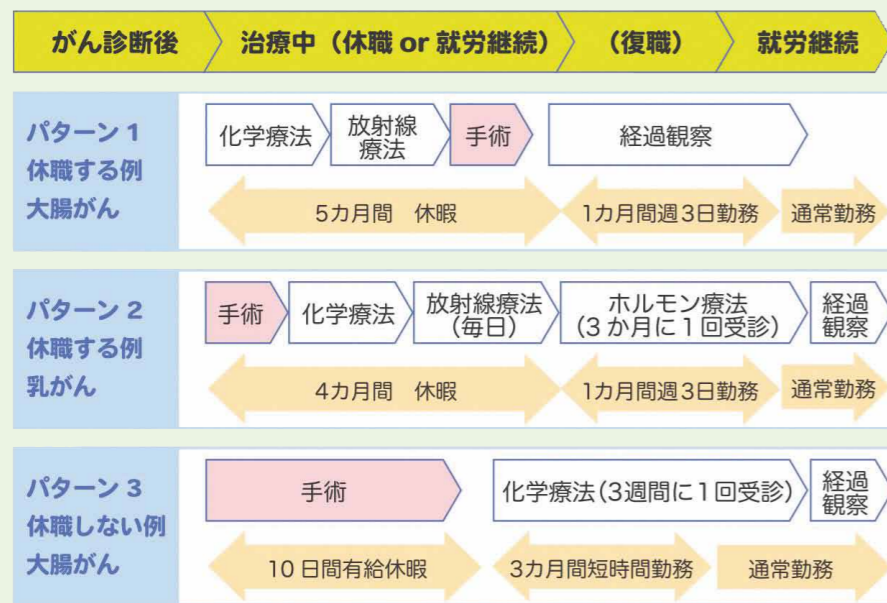 がん診断後
治療中（休職 or 就労継続）
（復職）
就労継続
パターン 1
休職する例
大腸がん
化学療法
放射線
療法
手術
経過観察
5カ月間　休暇
1カ月間週3日勤務
通常勤務
パターン 2
休職する例
乳がん
手術
化学療法
放射線療法
（毎日）
ホルモン療法
（3 か月に 1 回受診）
経過
観察
4カ月間　休暇
1カ月間週3日勤務
通常勤務
パターン 3
休職しない例
大腸がん
手術
化学療法（3週間に1回受診）
経過
観察
10 日間有給休暇
3カ月間短時間勤務
通常勤務